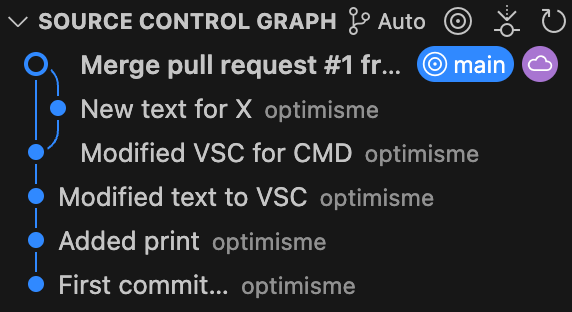 SOURCE CONTROL GRAPH Auto
Merge pull request #1 fr... main
New text for X optimisme
Modified VSC for CMD optimisme
Modified text to VSC optimisme
Added print optimisme
First commit... optimisme